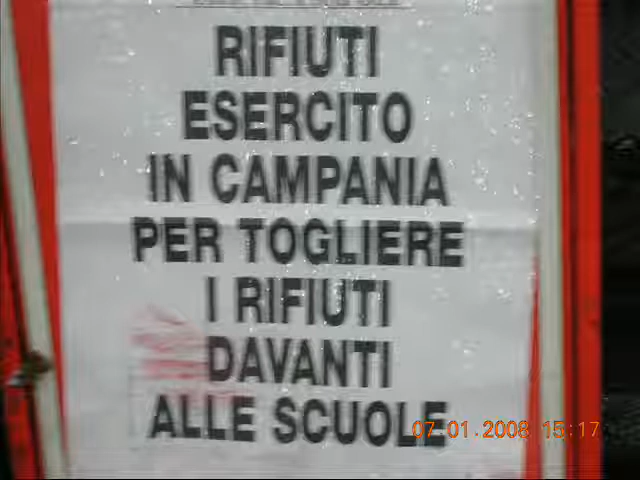 RIFIUTI
ESERCITO
IN CAMPANIA
PER TOGLIERE
I RIFIUTI
DAVANTI
ALLE SCUOLE
07.01.2008 15:17